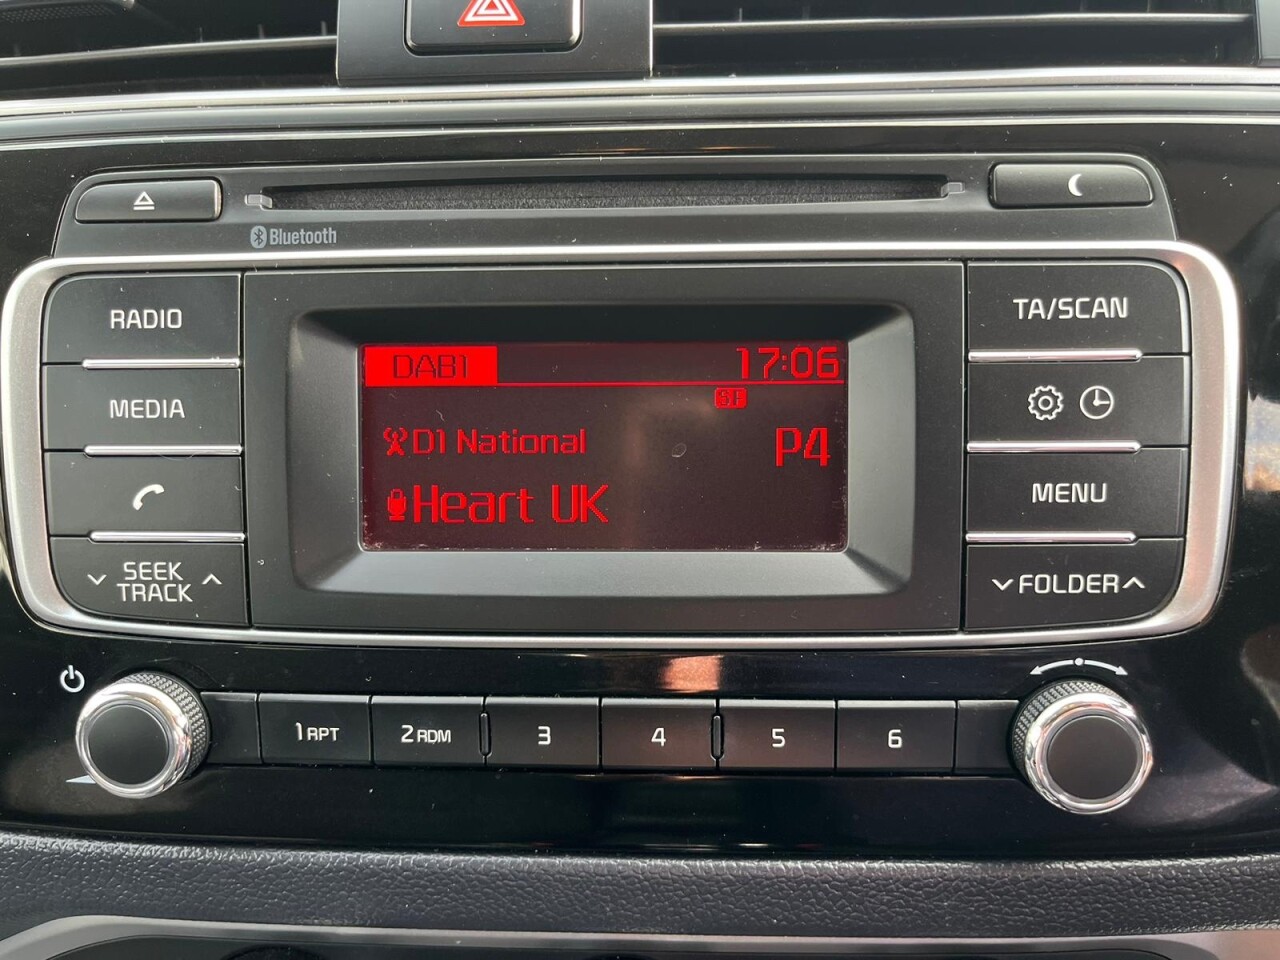 Bluetooth
RADIO
MEDIA
SEEK
TRACK
DAB1 17:06
SF
D1 National P4
Heart UK
TA/SCAN
MENU
FOLDER
1 RPT
2 RDM
3
4
5
6